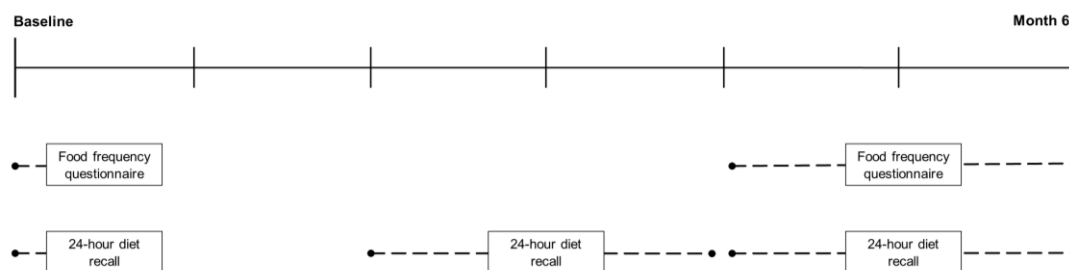 Baseline
Month 6
Food frequency
questionnaire
Food frequency
questionnaire
24-hour diet
recall
24-hour diet
recall
24-hour diet
recall